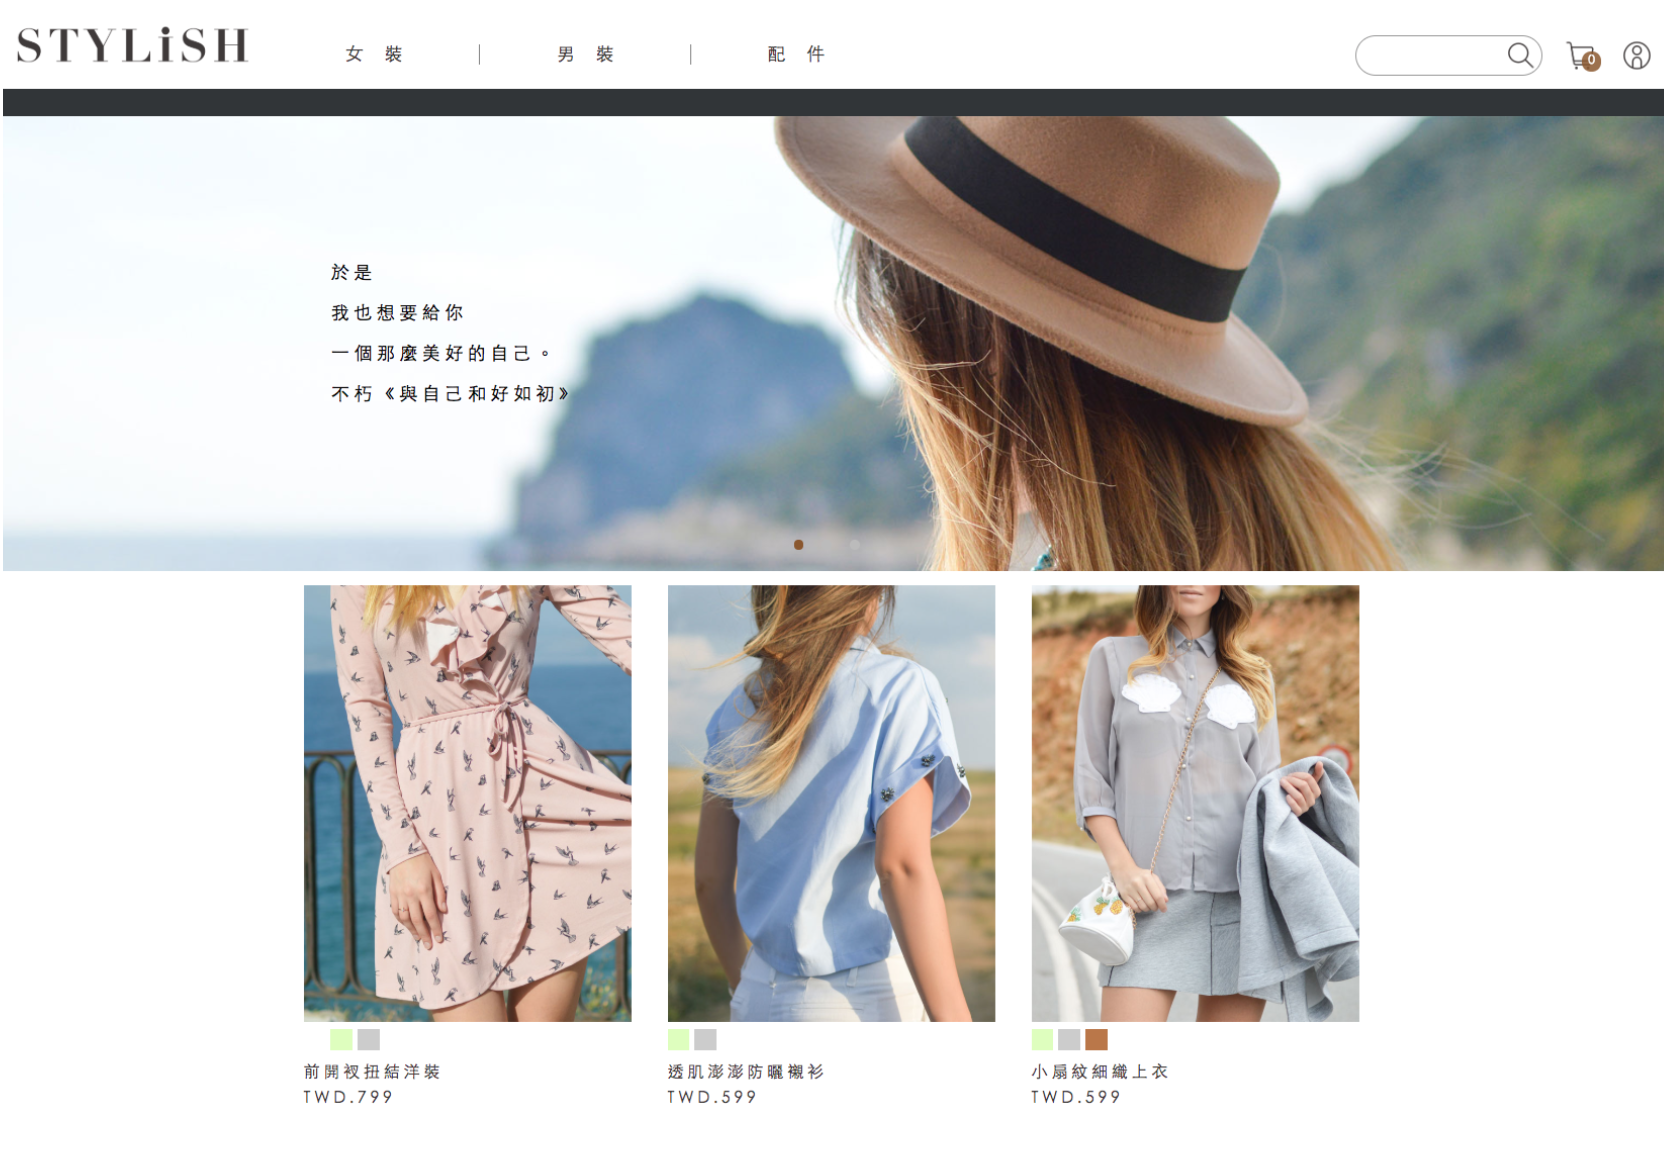 STYLiSH
女裝 | 男裝 | 配件
0
於是
我也想要給你
一個那麼美好的自己。
不朽《與自己和好如初》
前開衩扭結洋裝
TWD.799
透肌澎澎防曬襯衫
TWD.599
小扇紋細織上衣
TWD.599